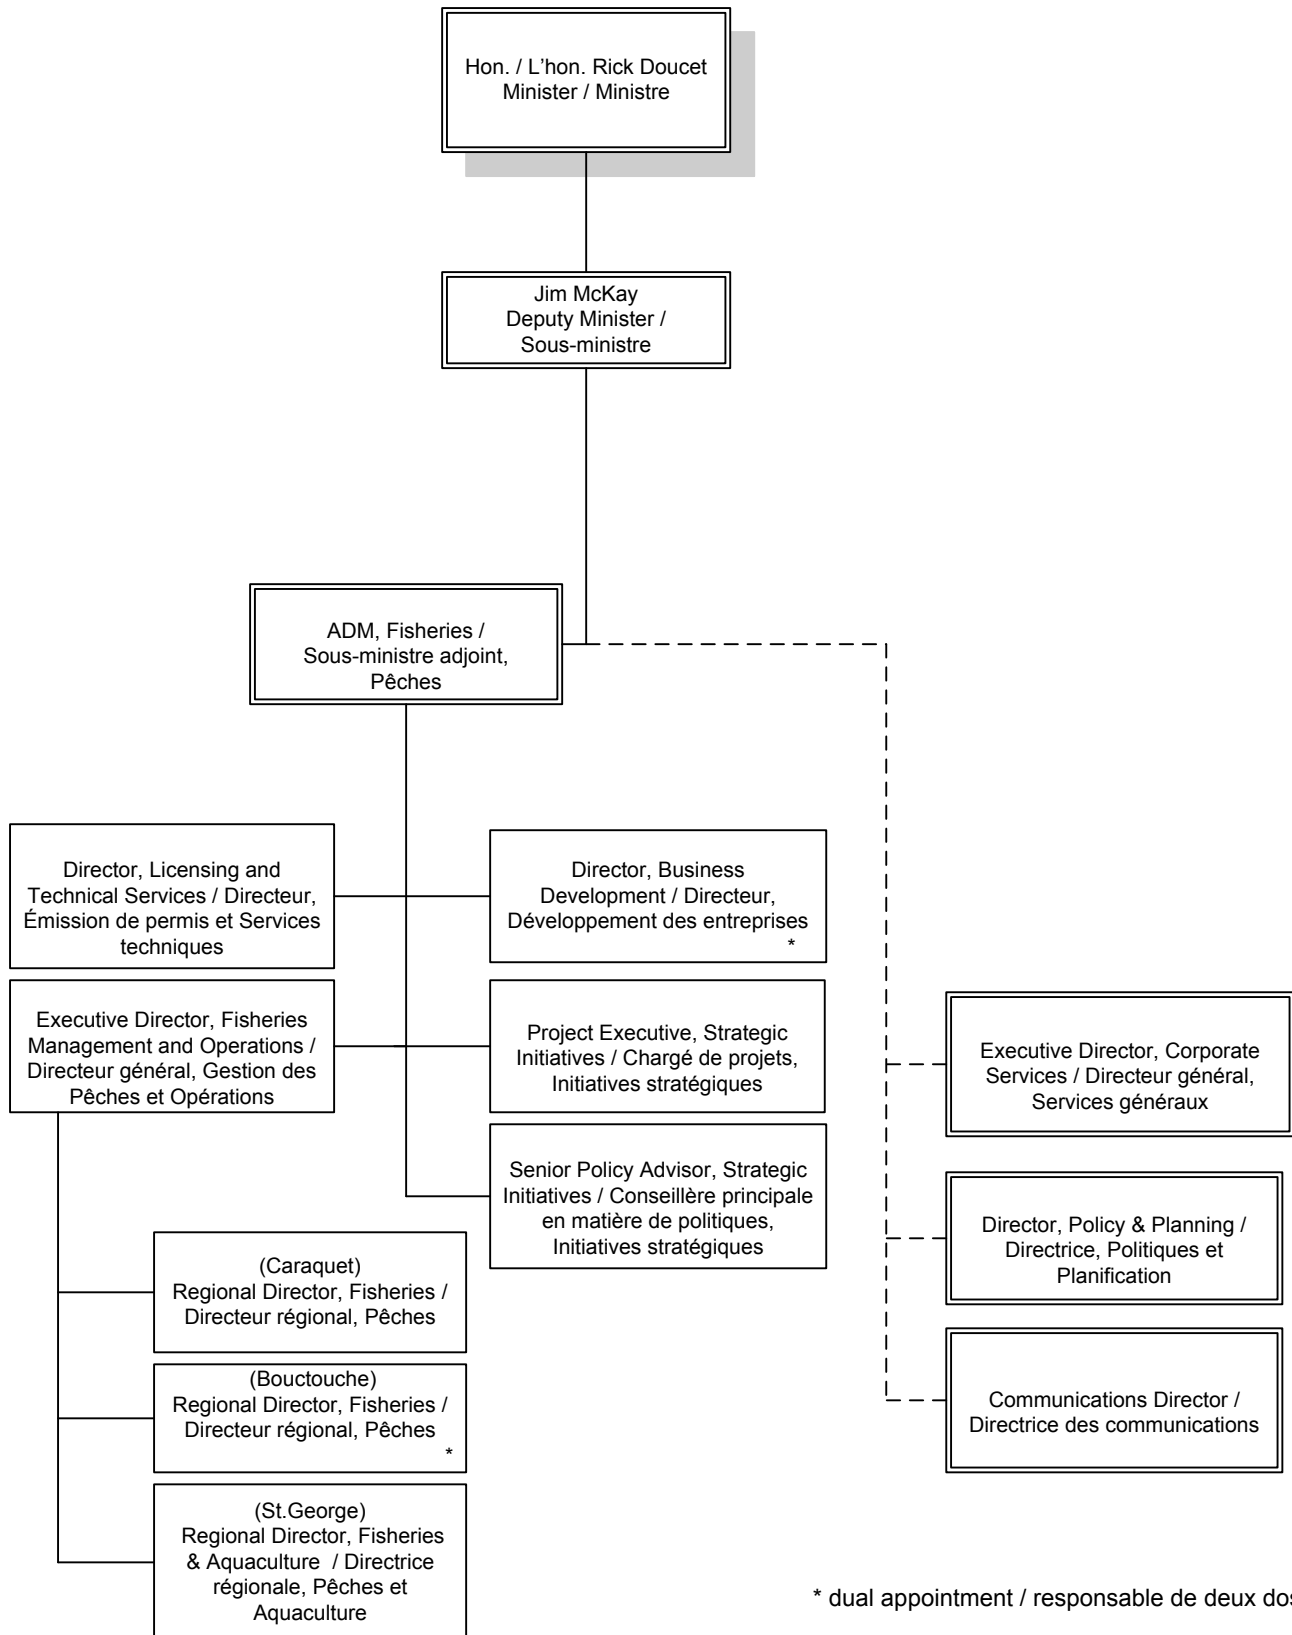 Hon. / L'hon. Rick Doucet
Minister / Ministre
Jim McKay
Deputy Minister /
Sous-ministre
ADM, Fisheries /
Sous-ministre adjoint,
Pêches
Director, Licensing and
Technical Services / Directeur,
Émission de permis et Services
techniques
Director, Business
Development / Directeur,
Développement des entreprises
*
Executive Director, Fisheries
Management and Operations /
Directeur général, Gestion des
Pêches et Opérations
Project Executive, Strategic
Initiatives / Chargé de projets,
Initiatives stratégiques
Senior Policy Advisor, Strategic
Initiatives / Conseillère principale
en matière de politiques,
Initiatives stratégiques
(Caraquet)
Regional Director, Fisheries /
Directeur régional, Pêches
(Bouctouche)
Regional Director, Fisheries /
Directeur régional, Pêches
*
(St.George)
Regional Director, Fisheries
& Aquaculture / Directrice
régionale, Pêches et
Aquaculture
Executive Director, Corporate
Services / Directeur général,
Services généraux
Director, Policy & Planning /
Directrice, Politiques et
Planification
Communications Director /
Directrice des communications
* dual appointment / responsable de deux